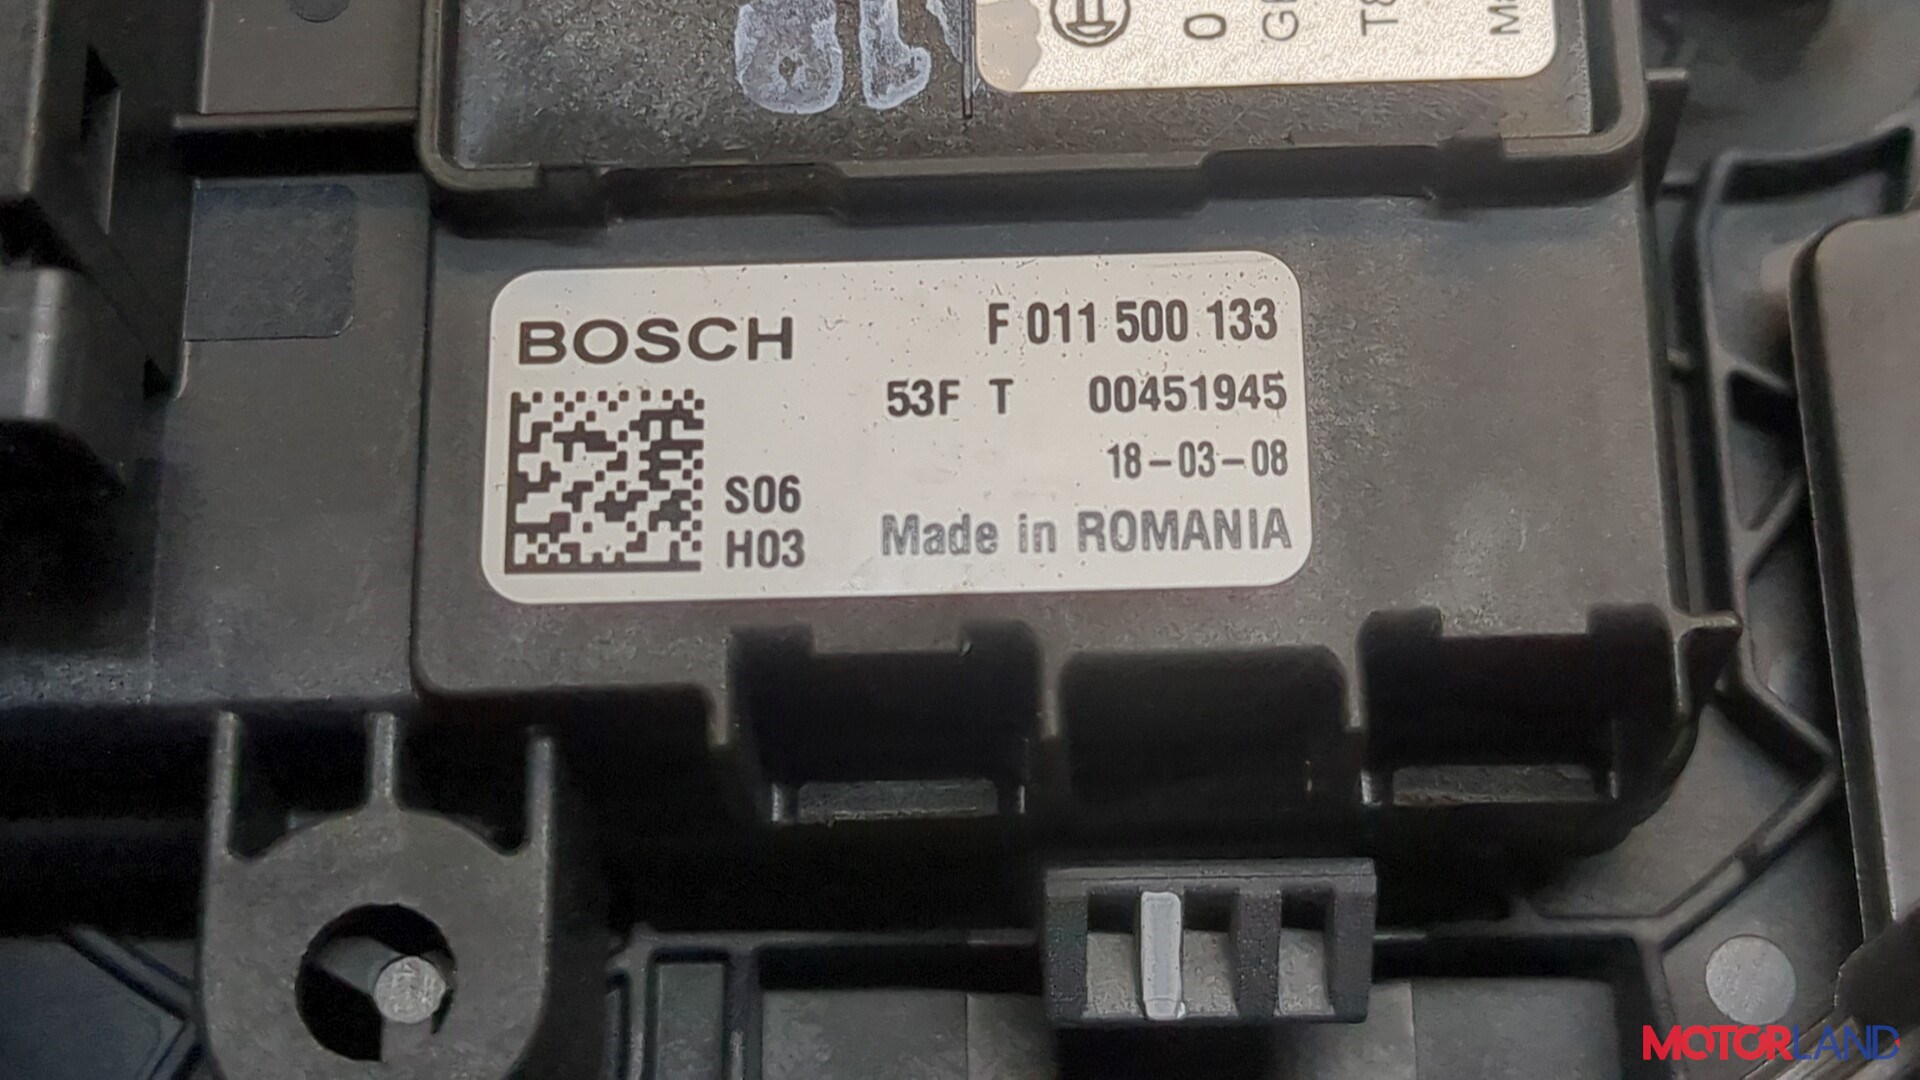 BOSCH
F 011 500 133
53F T 00451945
18-03-08
S06
H03
Made in ROMANIA
MOTORLAND